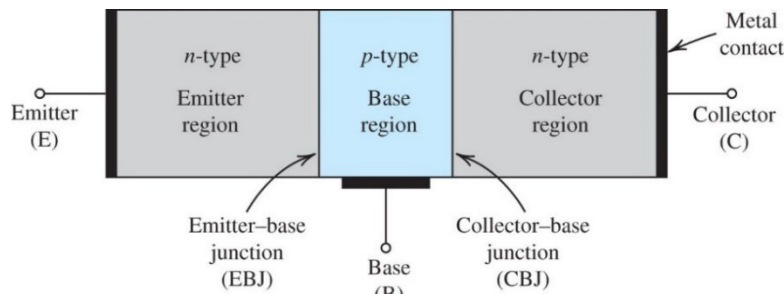 n-type
Emitter
region
p-type
Base
region
n-type
Collector
region
Metal
contact
Emitter
(E)
Collector
(C)
Emitter–base
junction
(EBJ)
Base
(B)
Collector–base
junction
(CBJ)